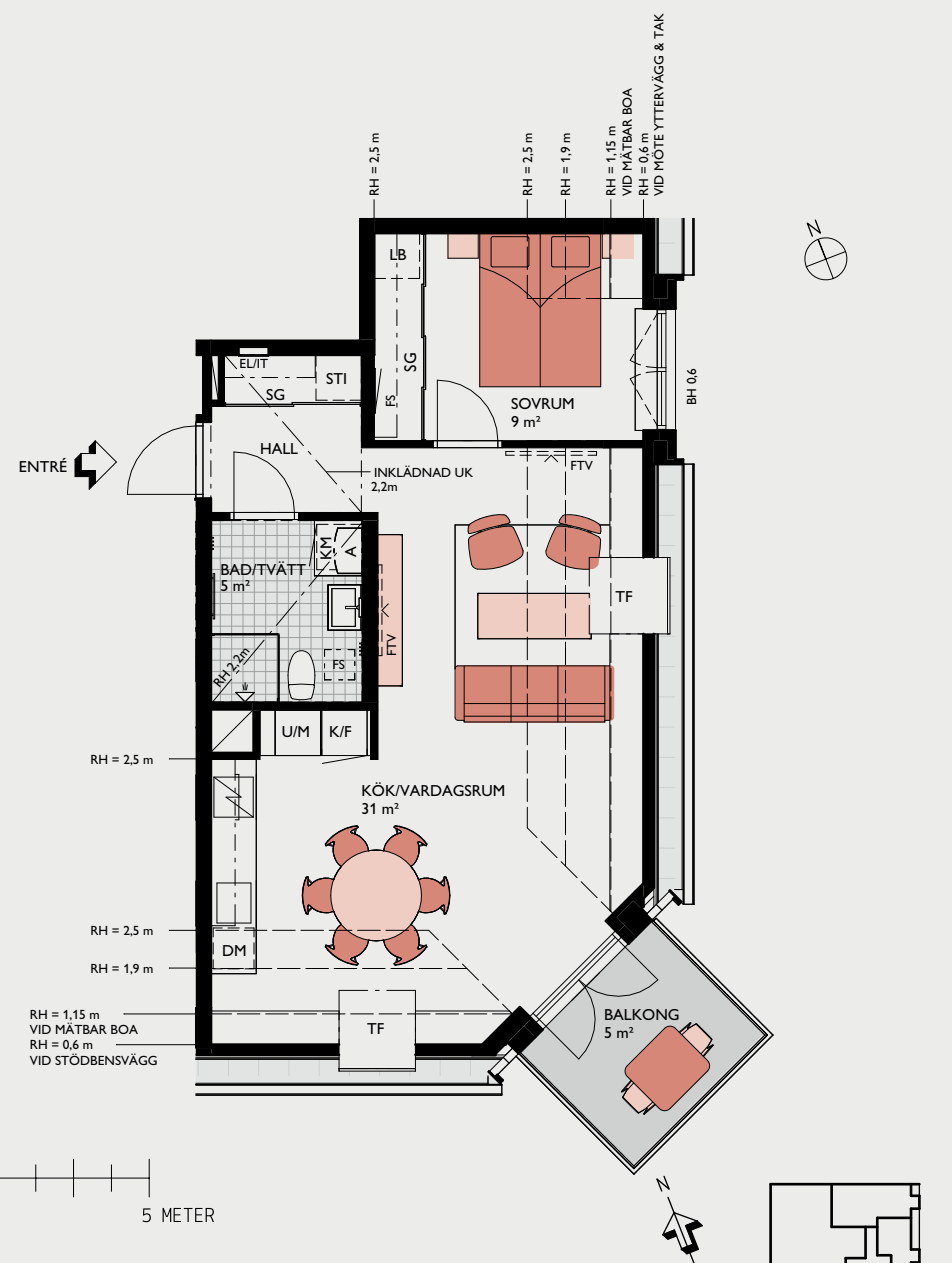 RH = 2,5 m
RH = 2,5 m
RH = 1,9 m
RH = 1,15 m
VID MÄTBAR BOA
RH = 0,6 m
VID MÖTE YTTERVÄGG & TAK
N
LB
EL/IT
STI
SG
SG
FS
SOVRUM
9 m²
BH 0,6
HALL
ENTRÉ
INKLÄDNAD UK
2,2m
FTV
KM
A
BAD/TVÄTT
5 m²
TF
FTV
RH 2,2m
FS
U/M
K/F
RH = 2,5 m
KÖK/VARDAGSRUM
31 m²
RH = 2,5 m
DM
RH = 1,9 m
RH = 1,15 m
VID MÄTBAR BOA
RH = 0,6 m
VID STÖDBENSVÄGG
TF
BALKONG
5 m²
N
5 METER